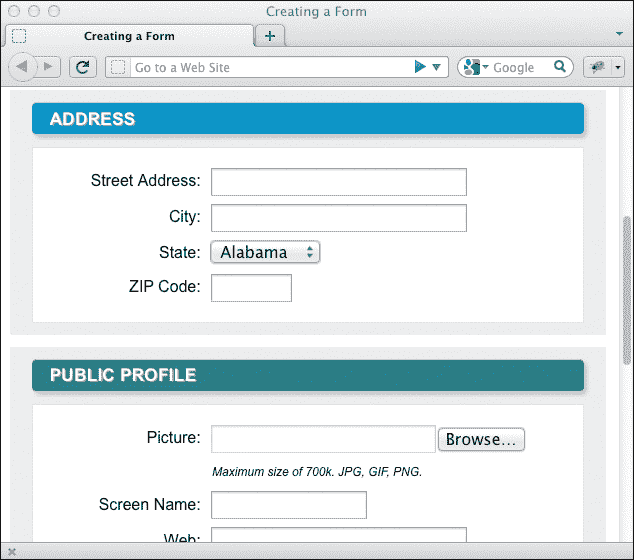 Creating a Form
Creating a Form
Go to a Web Site
Google
ADDRESS
Street Address:
City:
State: Alabama
ZIP Code:
PUBLIC PROFILE
Picture: Browse...
Maximum size of 700k. JPG, GIF, PNG.
Screen Name:
Web: